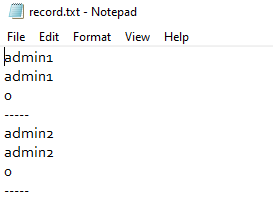 record.txt - Notepad
File Edit Format View Help
admin1
admin1
0
-----
admin2
admin2
0
-----